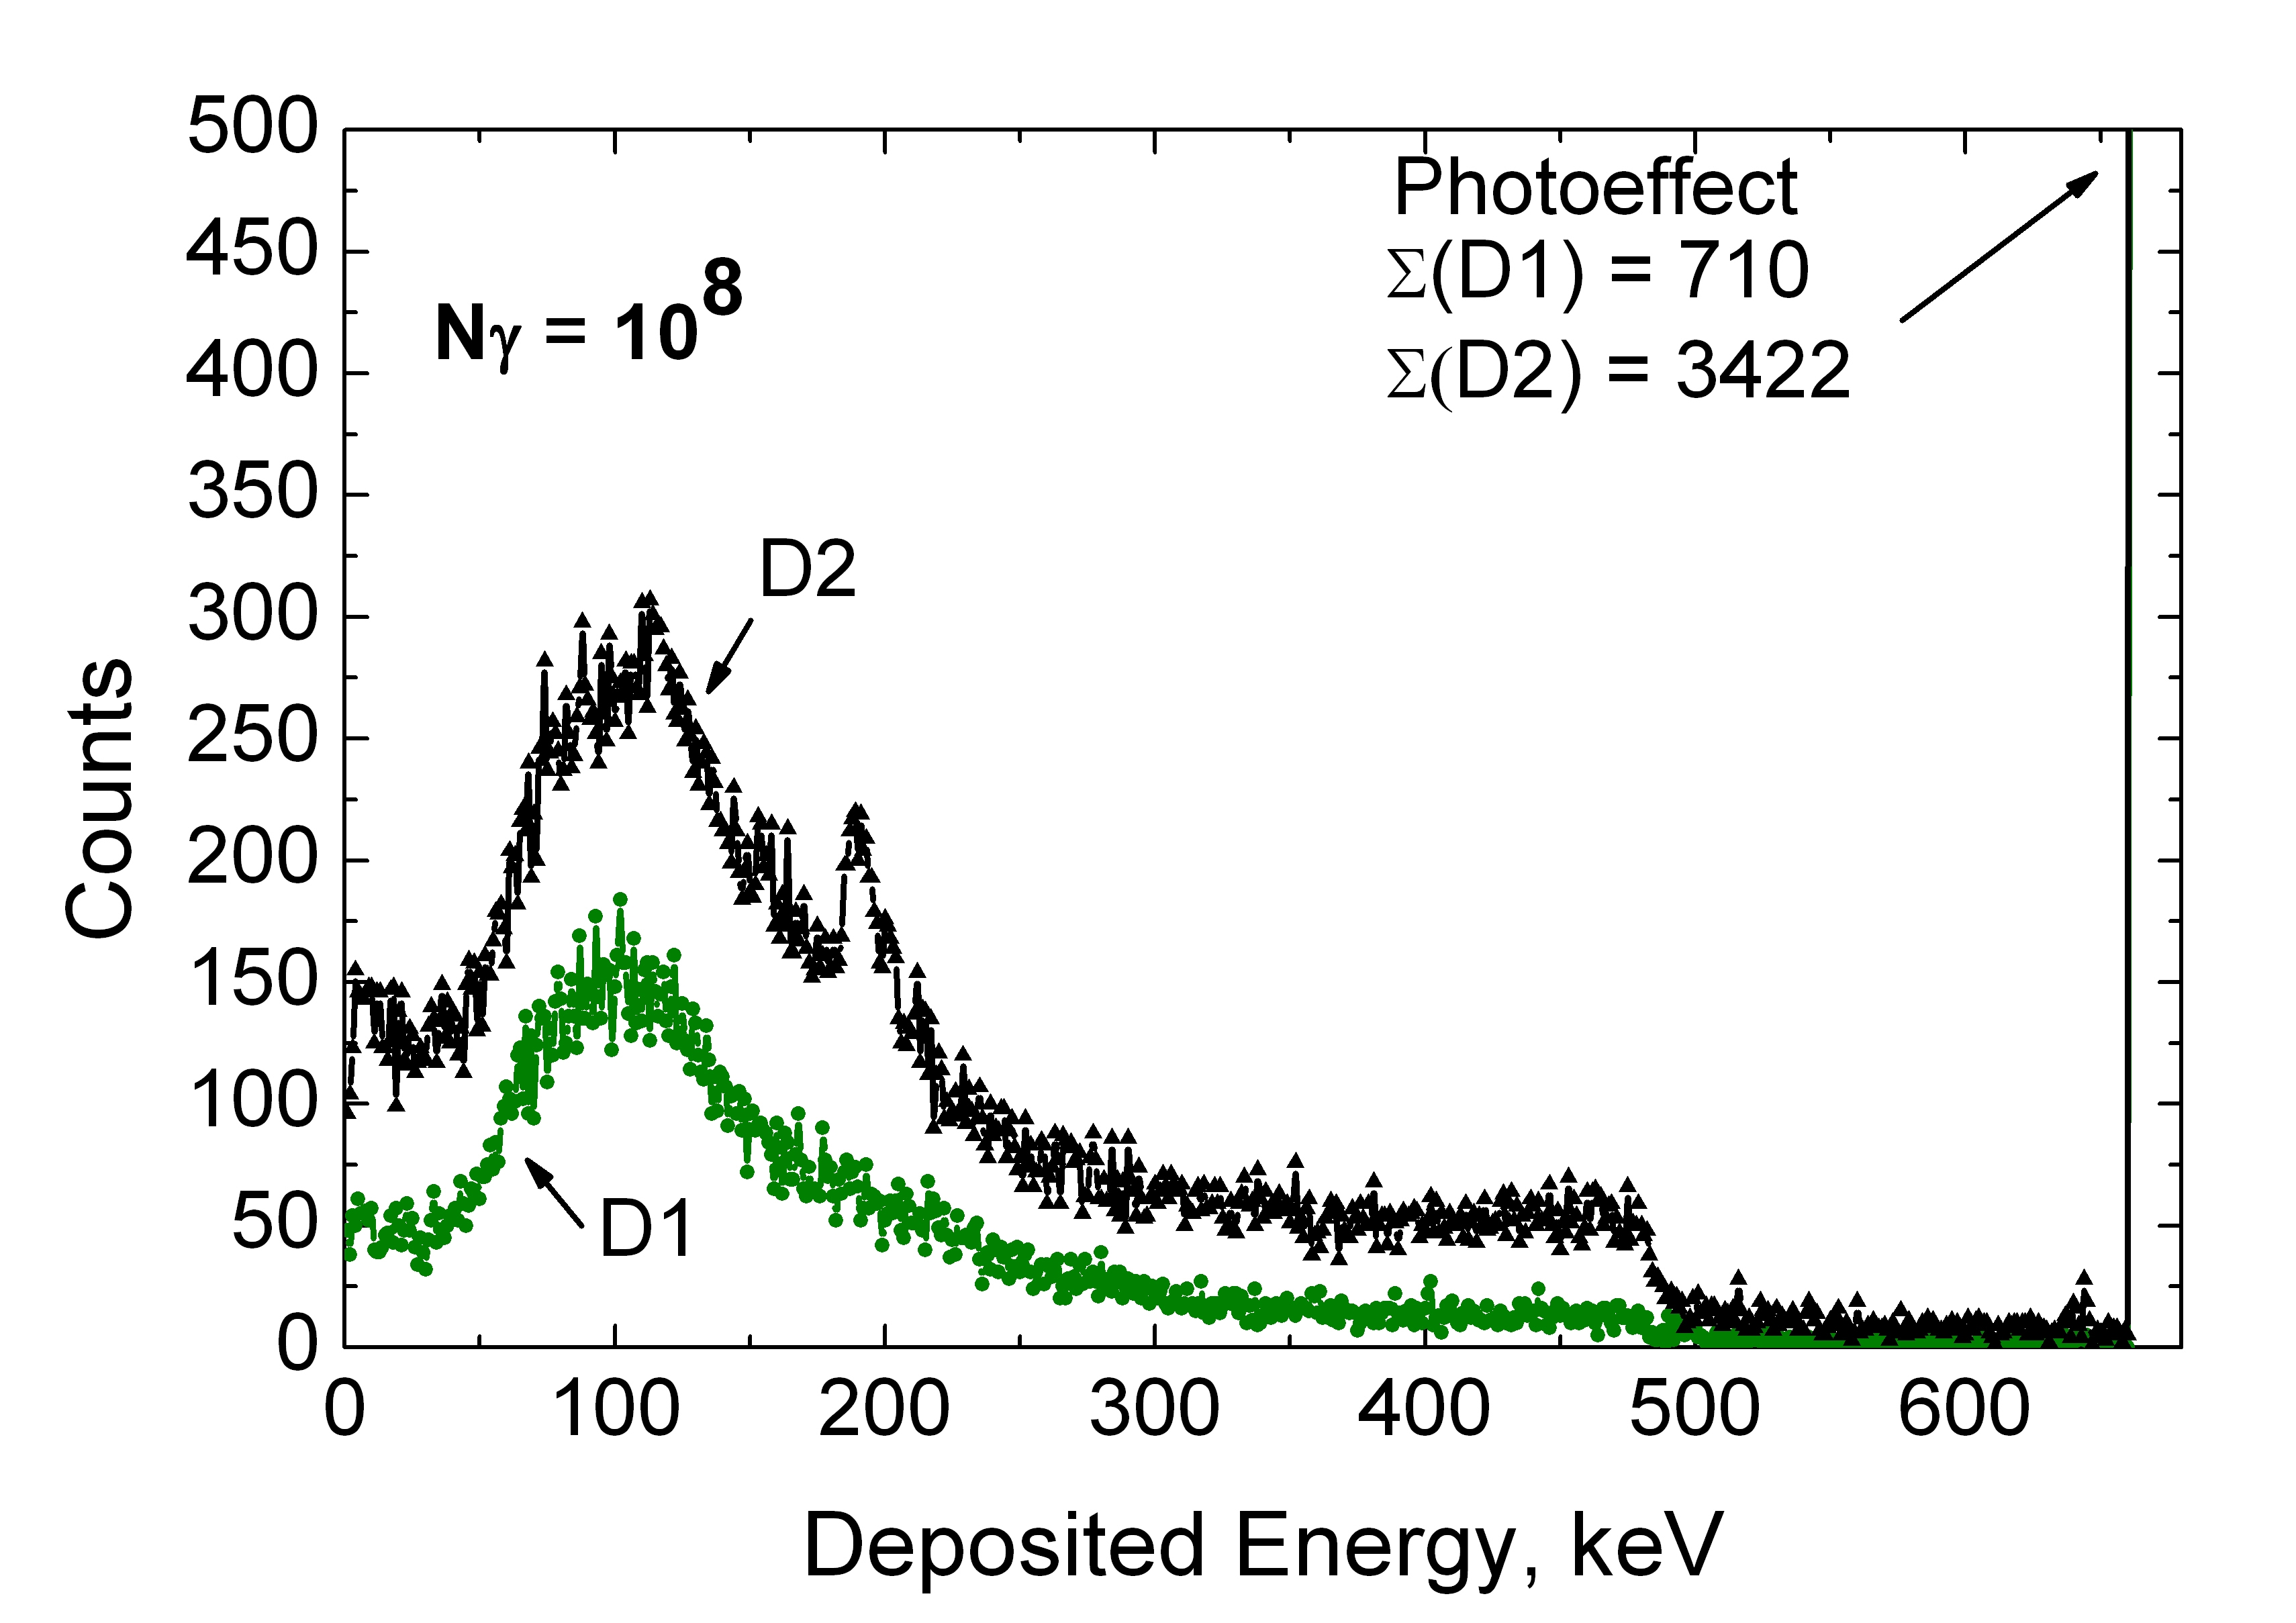 500
450
400
350
300
250
200
150
100
50
0
Counts
Nγ = 10^8
Photoeffect
Σ(D1) = 710
Σ(D2) = 3422
D2
D1
0 100 200 300 400 500 600
Deposited Energy, keV